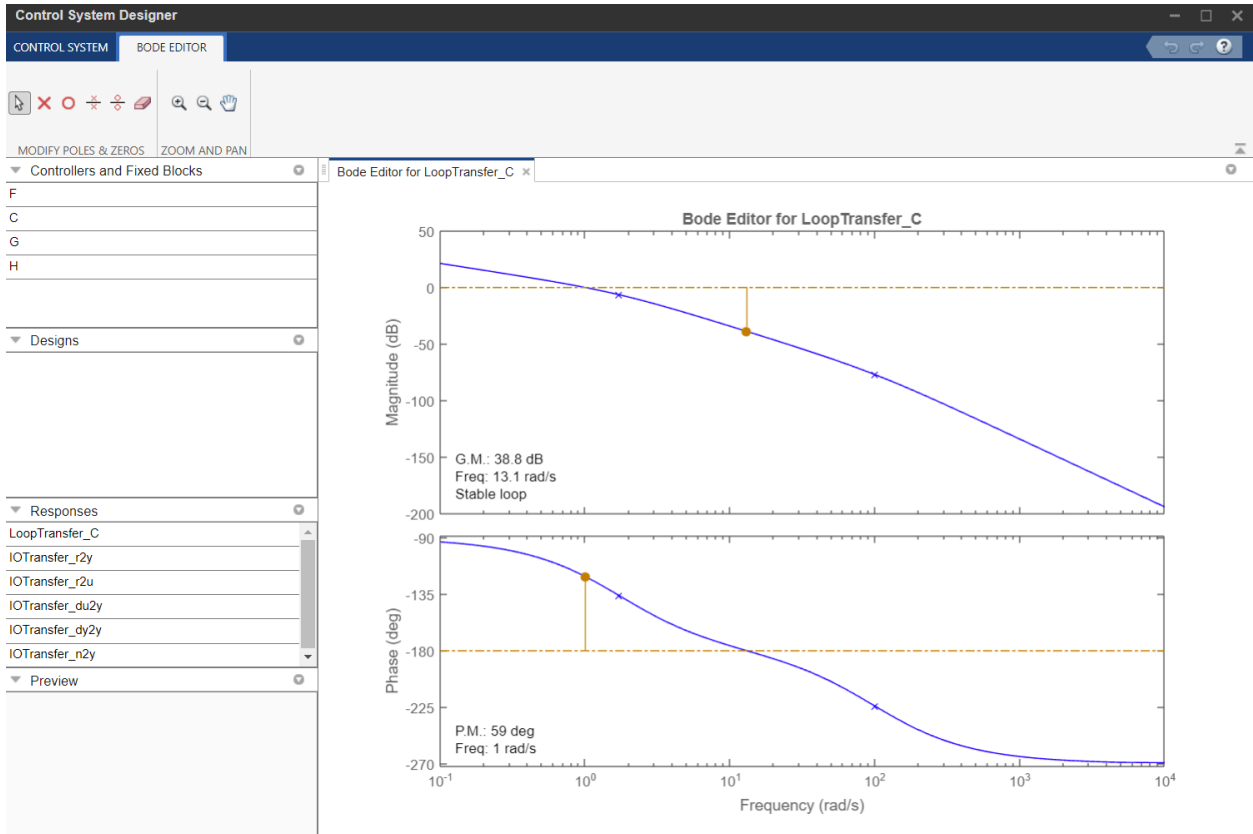 Control System Designer
CONTROL SYSTEM BODE EDITOR
MODIFY POLES & ZEROS ZOOM AND PAN
Controllers and Fixed Blocks
F
C
G
H
Designs
Responses
LoopTransfer_C
IOTransfer_r2y
IOTransfer_r2u
IOTransfer_du2y
IOTransfer_dy2y
IOTransfer_n2y
Preview
Bode Editor for LoopTransfer_C
Bode Editor for LoopTransfer_C
50
0
-50
-100
-150
-200
Magnitude (dB)
G.M.: 38.8 dB
Freq: 13.1 rad/s
Stable loop
-90
-135
-180
-225
-270
Phase (deg)
P.M.: 59 deg
Freq: 1 rad/s
10⁻¹ 10⁰ 10¹ 10² 10³ 10⁴
Frequency (rad/s)